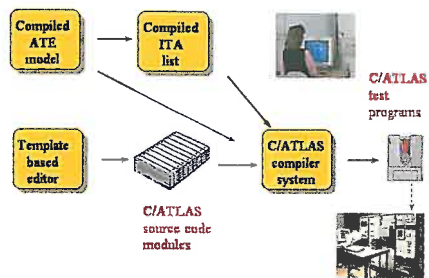 Compiled
ATE
model
Compiled
ITA
list
C/ATLAS
test
programs
Template
based
editor
C/ATLAS
compiler
system
C/ATLAS
source code
modules